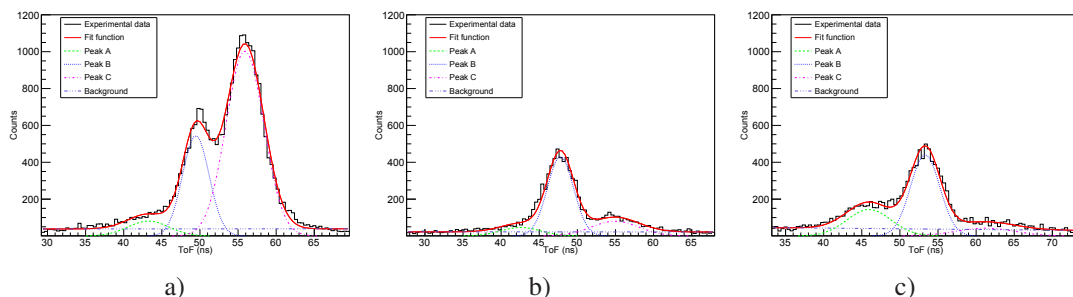 1200
1000
800
600
400
200
Counts
Experimental data
Fit function
Peak A
Peak B
Peak C
Background
30 35 40 45 50 55 60 65
ToF (ns)
a)
1200
1000
800
600
400
200
Counts
Experimental data
Fit function
Peak A
Peak B
Peak C
Background
30 35 40 45 50 55 60 65
ToF (ns)
b)
1200
1000
800
600
400
200
Counts
Experimental data
Fit function
Peak A
Peak B
Peak C
Background
35 40 45 50 55 60 65 70
ToF (ns)
c)